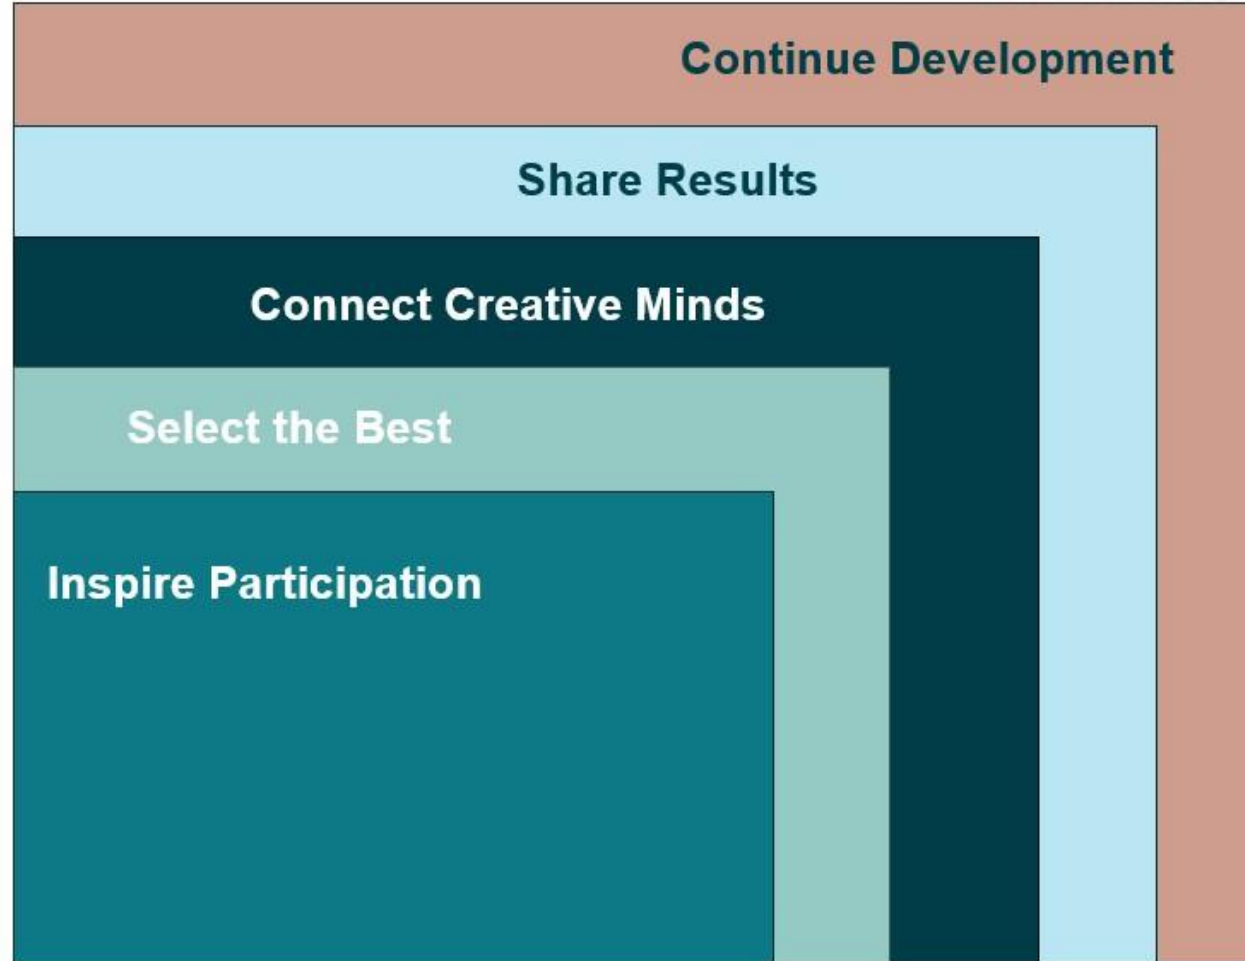 Continue Development
Share Results
Connect Creative Minds
Select the Best
Inspire Participation